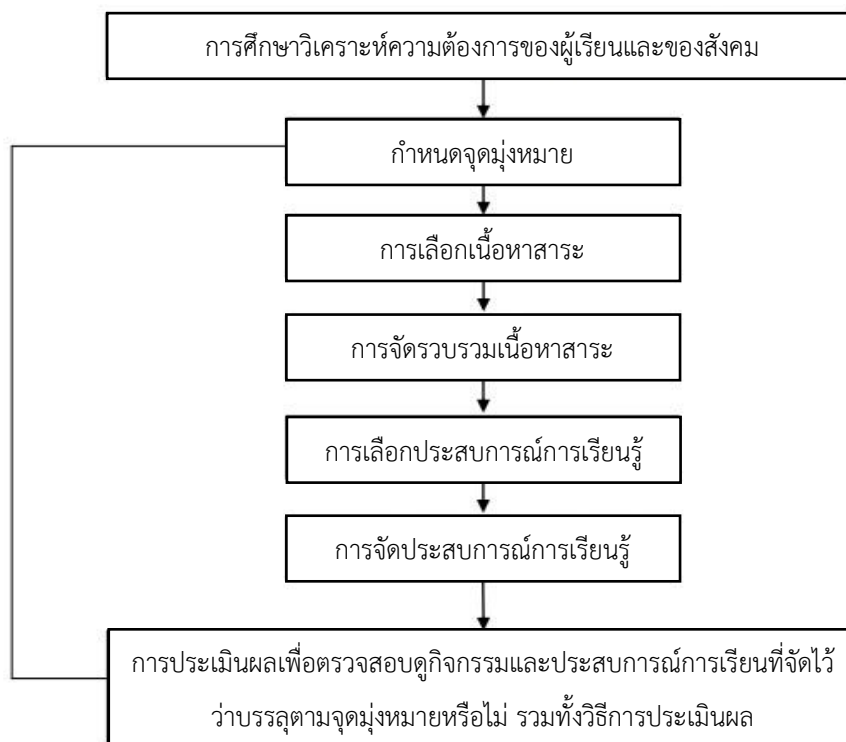 การศึกษาวิเคราะห์ความต้องการของผู้เรียนและของสังคม
กำหนดจุดมุ่งหมาย
การเลือกเนื้อหาสาระ
การจัดรวบรวมเนื้อหาสาระ
การเลือกประสบการณ์การเรียนรู้
การจัดประสบการณ์การเรียนรู้
การประเมินผลเพื่อตรวจสอบดูกิจกรรมและประสบการณ์การเรียนที่จัดไว้
ว่าบรรลุตามจุดมุ่งหมายหรือไม่ รวมทั้งวิธีการประเมินผล